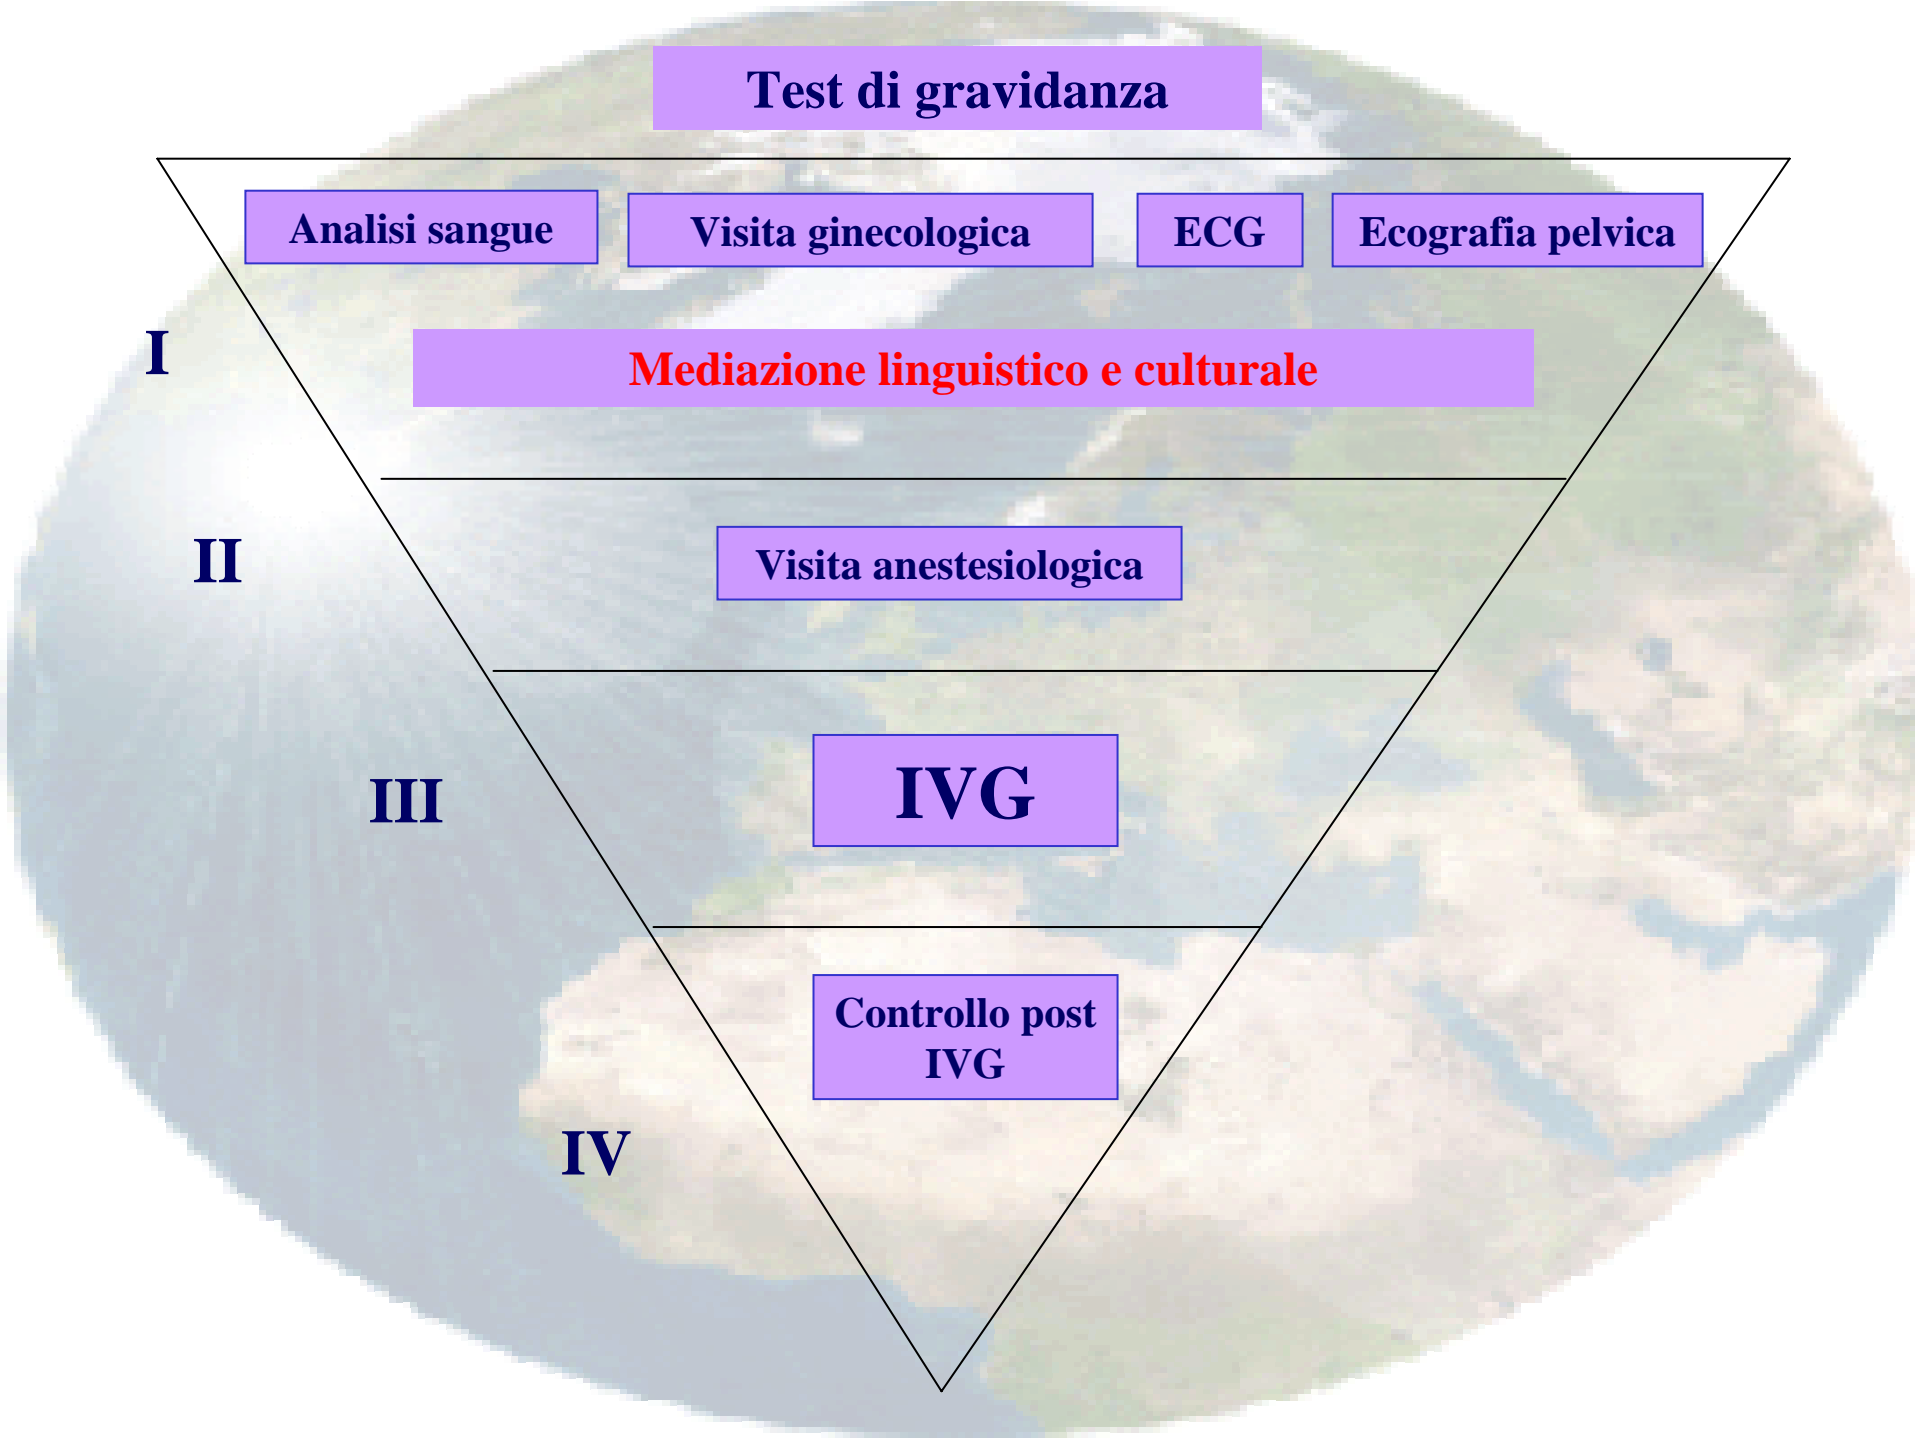 Test di gravidanza
Analisi sangue
Visita ginecologica
ECG
Ecografia pelvica
I
Mediazione linguistico e culturale
II
Visita anestesiologica
III
IVG
Controllo post
IVG
IV